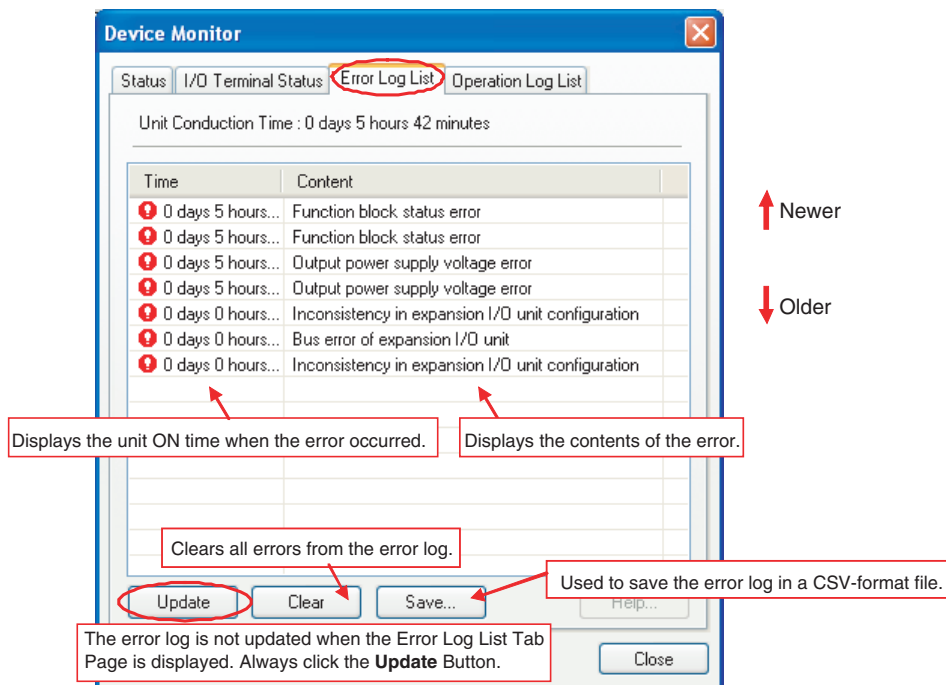 Device Monitor
Status
I/O Terminal Status
Error Log List
Operation Log List
Unit Conduction Time : 0 days 5 hours 42 minutes
Time Content
0 days 5 hours... Function block status error
0 days 5 hours... Function block status error
0 days 5 hours... Output power supply voltage error
0 days 5 hours... Output power supply voltage error
0 days 0 hours... Inconsistency in expansion I/O unit configuration
0 days 0 hours... Bus error of expansion I/O unit
0 days 0 hours... Inconsistency in expansion I/O unit configuration
Newer
Older
Displays the unit ON time when the error occurred.
Displays the contents of the error.
Clears all errors from the error log.
Used to save the error log in a CSV-format file.
Update
Clear
Save...
Help...
The error log is not updated when the Error Log List Tab
Page is displayed. Always click the Update Button.
Close